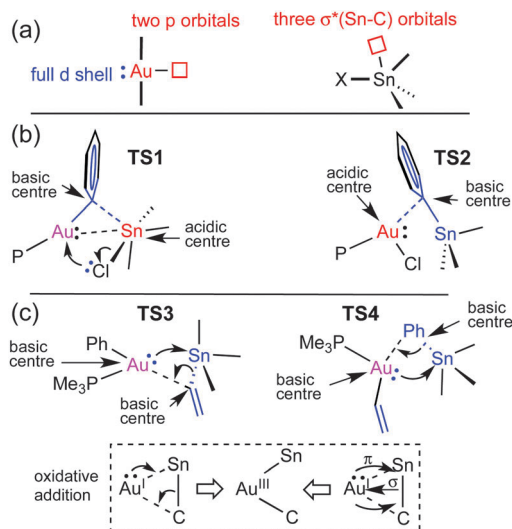 (a)
two p orbitals
three σ*(Sn-C) orbitals
full d shell
: Au
X Sn
(b)
TS1
TS2
basic
centre
acidic
centre
basic
centre
Au:
Sn
acidic
centre
Au:
Sn
P
Cl
P
Cl
(c)
TS3
TS4
Ph
Ph
basic
centre
basic
centre
Sn
Me3P
Sn
Au
Au
Me3P
basic
centre
basic
centre
oxidative
addition
Sn
AuI
C
Sn
AuIII
C
π
Sn
AuI
σ
C